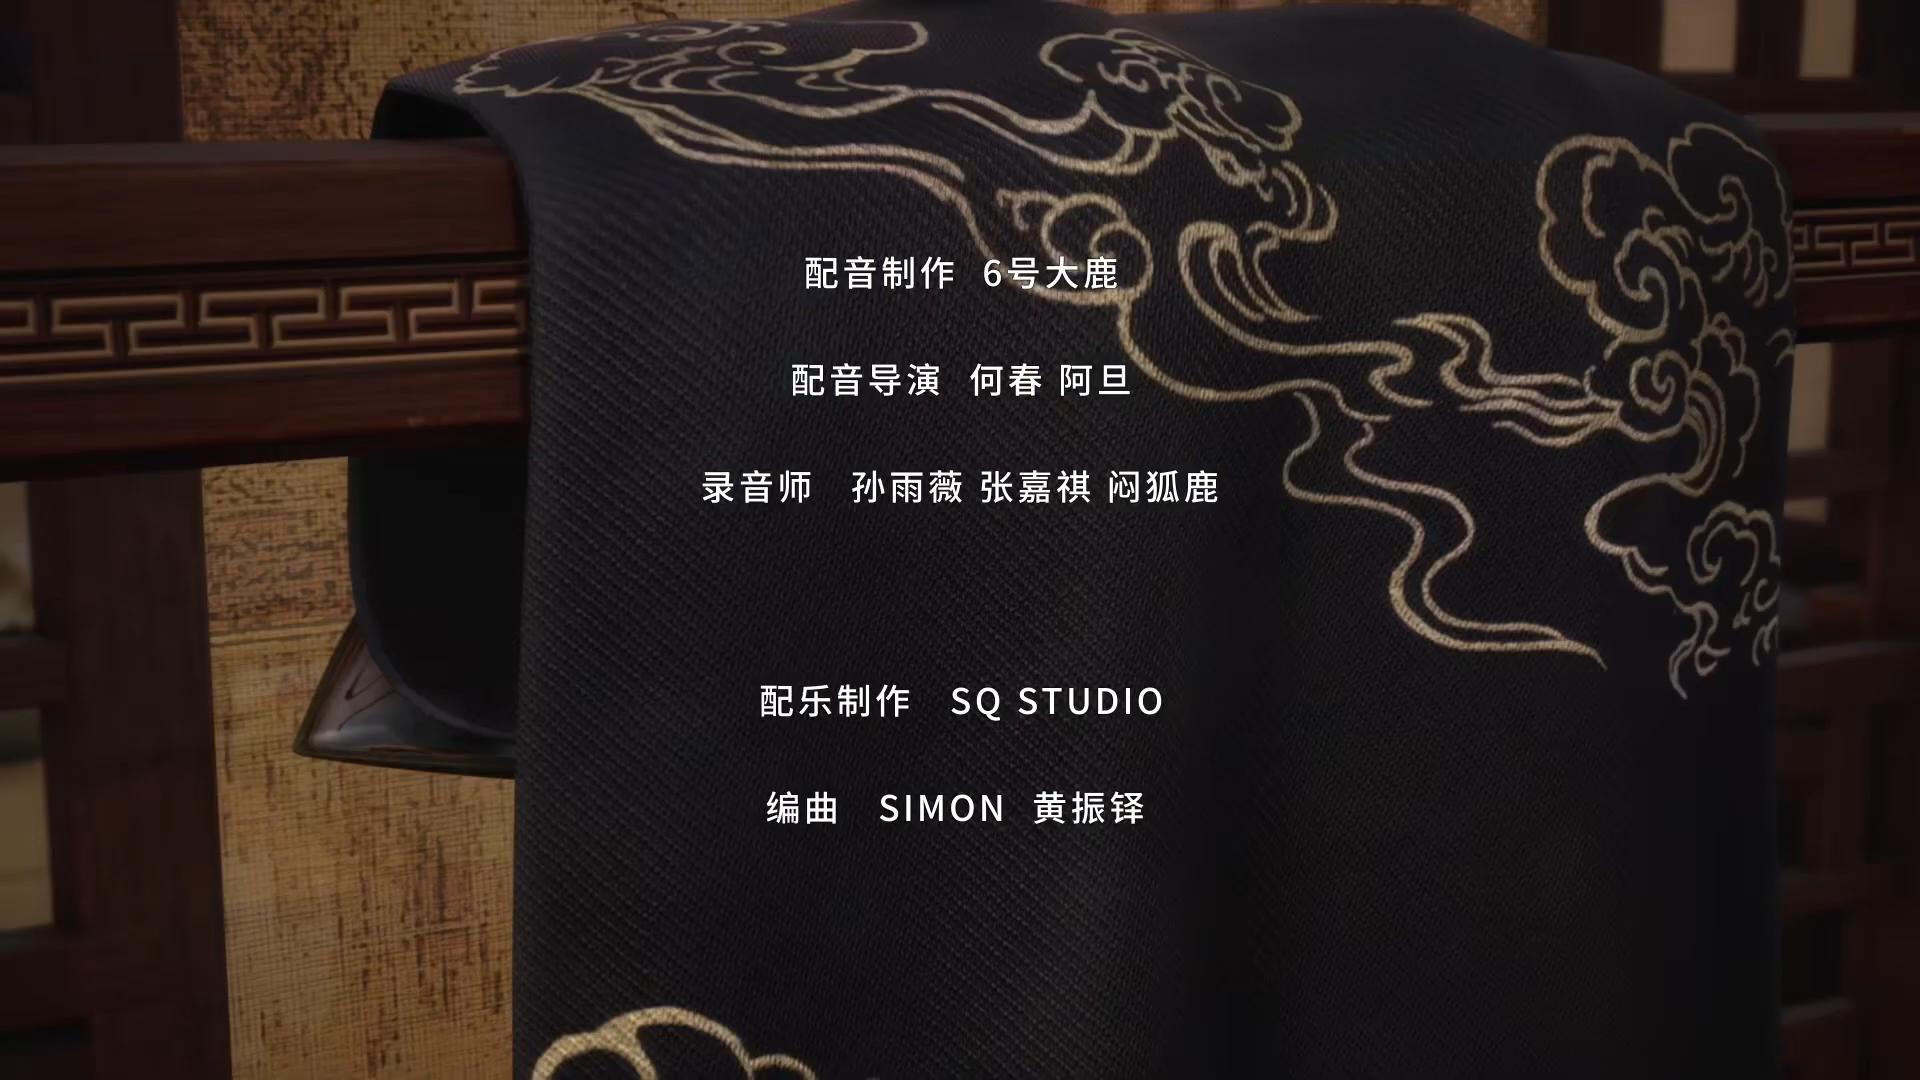 配音制作 6号大鹿
配音导演 何春 阿旦
录音师 孙雨薇 张嘉祺 闷狐鹿
配乐制作 SQ STUDIO
编曲 SIMON 黄振铎